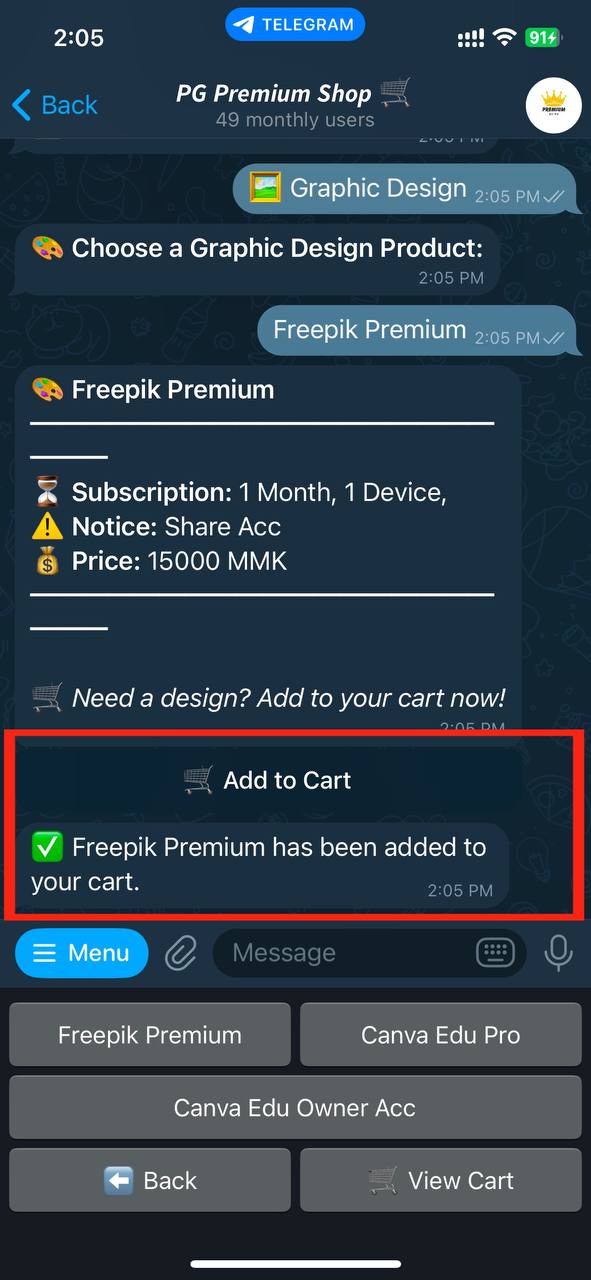 2:05
TELEGRAM
91
Back
PG Premium Shop 🛒
49 monthly users
2:05 PM
🖼️ Graphic Design 2:05 PM
🎨 Choose a Graphic Design Product:
2:05 PM
Freepik Premium 2:05 PM
🎨 Freepik Premium
⏳ Subscription: 1 Month, 1 Device,
⚠️ Notice: Share Acc
💰 Price: 15000 MMK
🛒 Need a design? Add to your cart now!
2:05 PM
🛒 Add to Cart
✅ Freepik Premium has been added to
your cart. 2:05 PM
Menu
Message
Freepik Premium
Canva Edu Pro
Canva Edu Owner Acc
⬅️ Back
🛒 View Cart